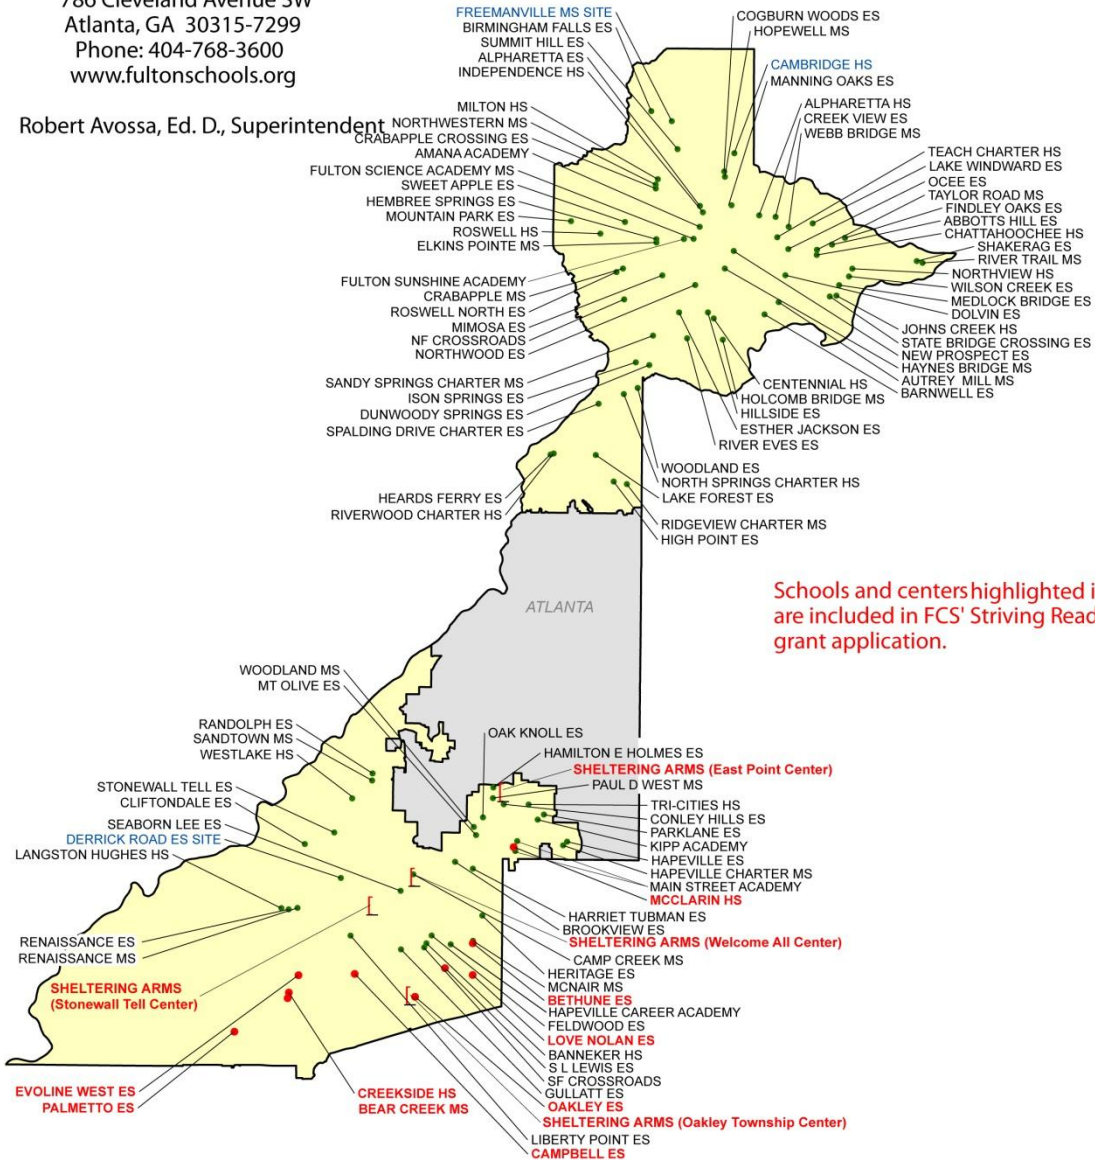 786 Cleveland Avenue SW
Atlanta, GA 30315-7299
Phone: 404-768-3600
www.fultonschools.org
Robert Avossa, Ed. D., Superintendent
FREEMANVILLE MS SITE
BIRMINGHAM FALLS ES
SUMMIT HILL ES
ALPHARETTA ES
INDEPENDENCE HS
MILTON HS
NORTHWESTERN MS
CRABAPPLE CROSSING ES
AMANA ACADEMY
FULTON SCIENCE ACADEMY MS
SWEET APPLE ES
HEMBREE SPRINGS ES
MOUNTAIN PARK ES
ROSWELL HS
ELKINS POINTE MS
FULTON SUNSHINE ACADEMY
CRABAPPLE MS
ROSWELL NORTH ES
MIMOSA ES
NF CROSSROADS
NORTHWOOD ES
SANDY SPRINGS CHARTER MS
ISON SPRINGS ES
DUNWOODY SPRINGS ES
SPALDING DRIVE CHARTER ES
HEARDS FERRY ES
RIVERWOOD CHARTER HS
COGBURN WOODS ES
HOPEWELL MS
CAMBRIDGE HS
MANNING OAKS ES
ALPHARETTA HS
CREEK VIEW ES
WEBB BRIDGE MS
TEACH CHARTER HS
LAKE WINDWARD ES
OCEE ES
TAYLOR ROAD MS
FINDLEY OAKS ES
ABBOTTS HILL ES
CHATTAHOOCHEE HS
SHAKERAG ES
RIVER TRAIL MS
NORTHVIEW HS
WILSON CREEK ES
MEDLOCK BRIDGE ES
DOLVIN ES
JOHNS CREEK HS
STATE BRIDGE CROSSING ES
NEW PROSPECT ES
HAYNES BRIDGE MS
AUTREY MILL MS
BARNWELL ES
CENTENNIAL HS
HOLCOMB BRIDGE MS
HILLSIDE ES
ESTHER JACKSON ES
RIVER EVES ES
WOODLAND ES
NORTH SPRINGS CHARTER HS
LAKE FOREST ES
RIDGEVIEW CHARTER MS
HIGH POINT ES
Schools and centers highlighted i
are included in FCS' Striving Read
grant application.
ATLANTA
WOODLAND MS
MT OLIVE ES
RANDOLPH ES
SANDTOWN MS
WESTLAKE HS
STONEWALL TELL ES
CLIFTONDALE ES
SEABORN LEE ES
DERRICK ROAD ES SITE
LANGSTON HUGHES HS
RENAISSANCE ES
RENAISSANCE MS
SHELTERING ARMS
(Stonewall Tell Center)
EVOLINE WEST ES
PALMETTO ES
CREEKSIDE HS
BEAR CREEK MS
OAK KNOLL ES
HAMILTON E HOLMES ES
SHELTERING ARMS (East Point Center)
PAUL D WEST MS
TRI-CITIES HS
CONLEY HILLS ES
PARKLANE ES
KIPP ACADEMY
HAPEVILLE ES
HAPEVILLE CHARTER MS
MAIN STREET ACADEMY
MCCLARIN HS
HARRIET TUBMAN ES
BROOKVIEW ES
SHELTERING ARMS (Welcome All Center)
CAMP CREEK MS
HERITAGE ES
MCNAIR MS
BETHUNE ES
HAPEVILLE CAREER ACADEMY
FELDWOOD ES
LOVE NOLAN ES
BANNEKER HS
S L LEWIS ES
SF CROSSROADS
GULLATT ES
OAKLEY ES
SHELTERING ARMS (Oakley Township Center)
LIBERTY POINT ES
CAMPBELL ES